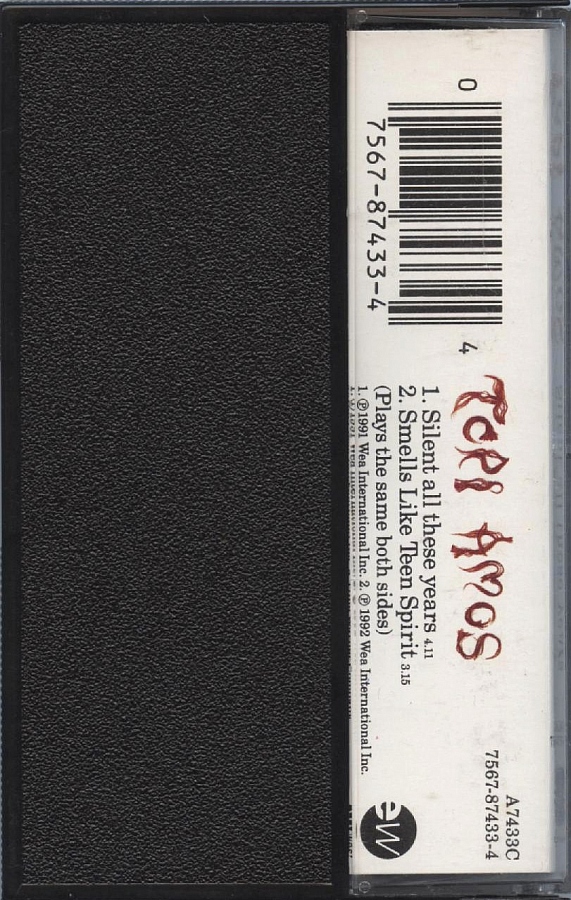 0
7567-87433-4
4
TORI AMOS
1. Silent all these years 4.11
2. Smells Like Teen Spirit 3.15
(Plays the same both sides)
1. ℗ 1991 Wea International Inc. 2. ℗ 1992 Wea International Inc.
A7433C
7567-87433-4
ew